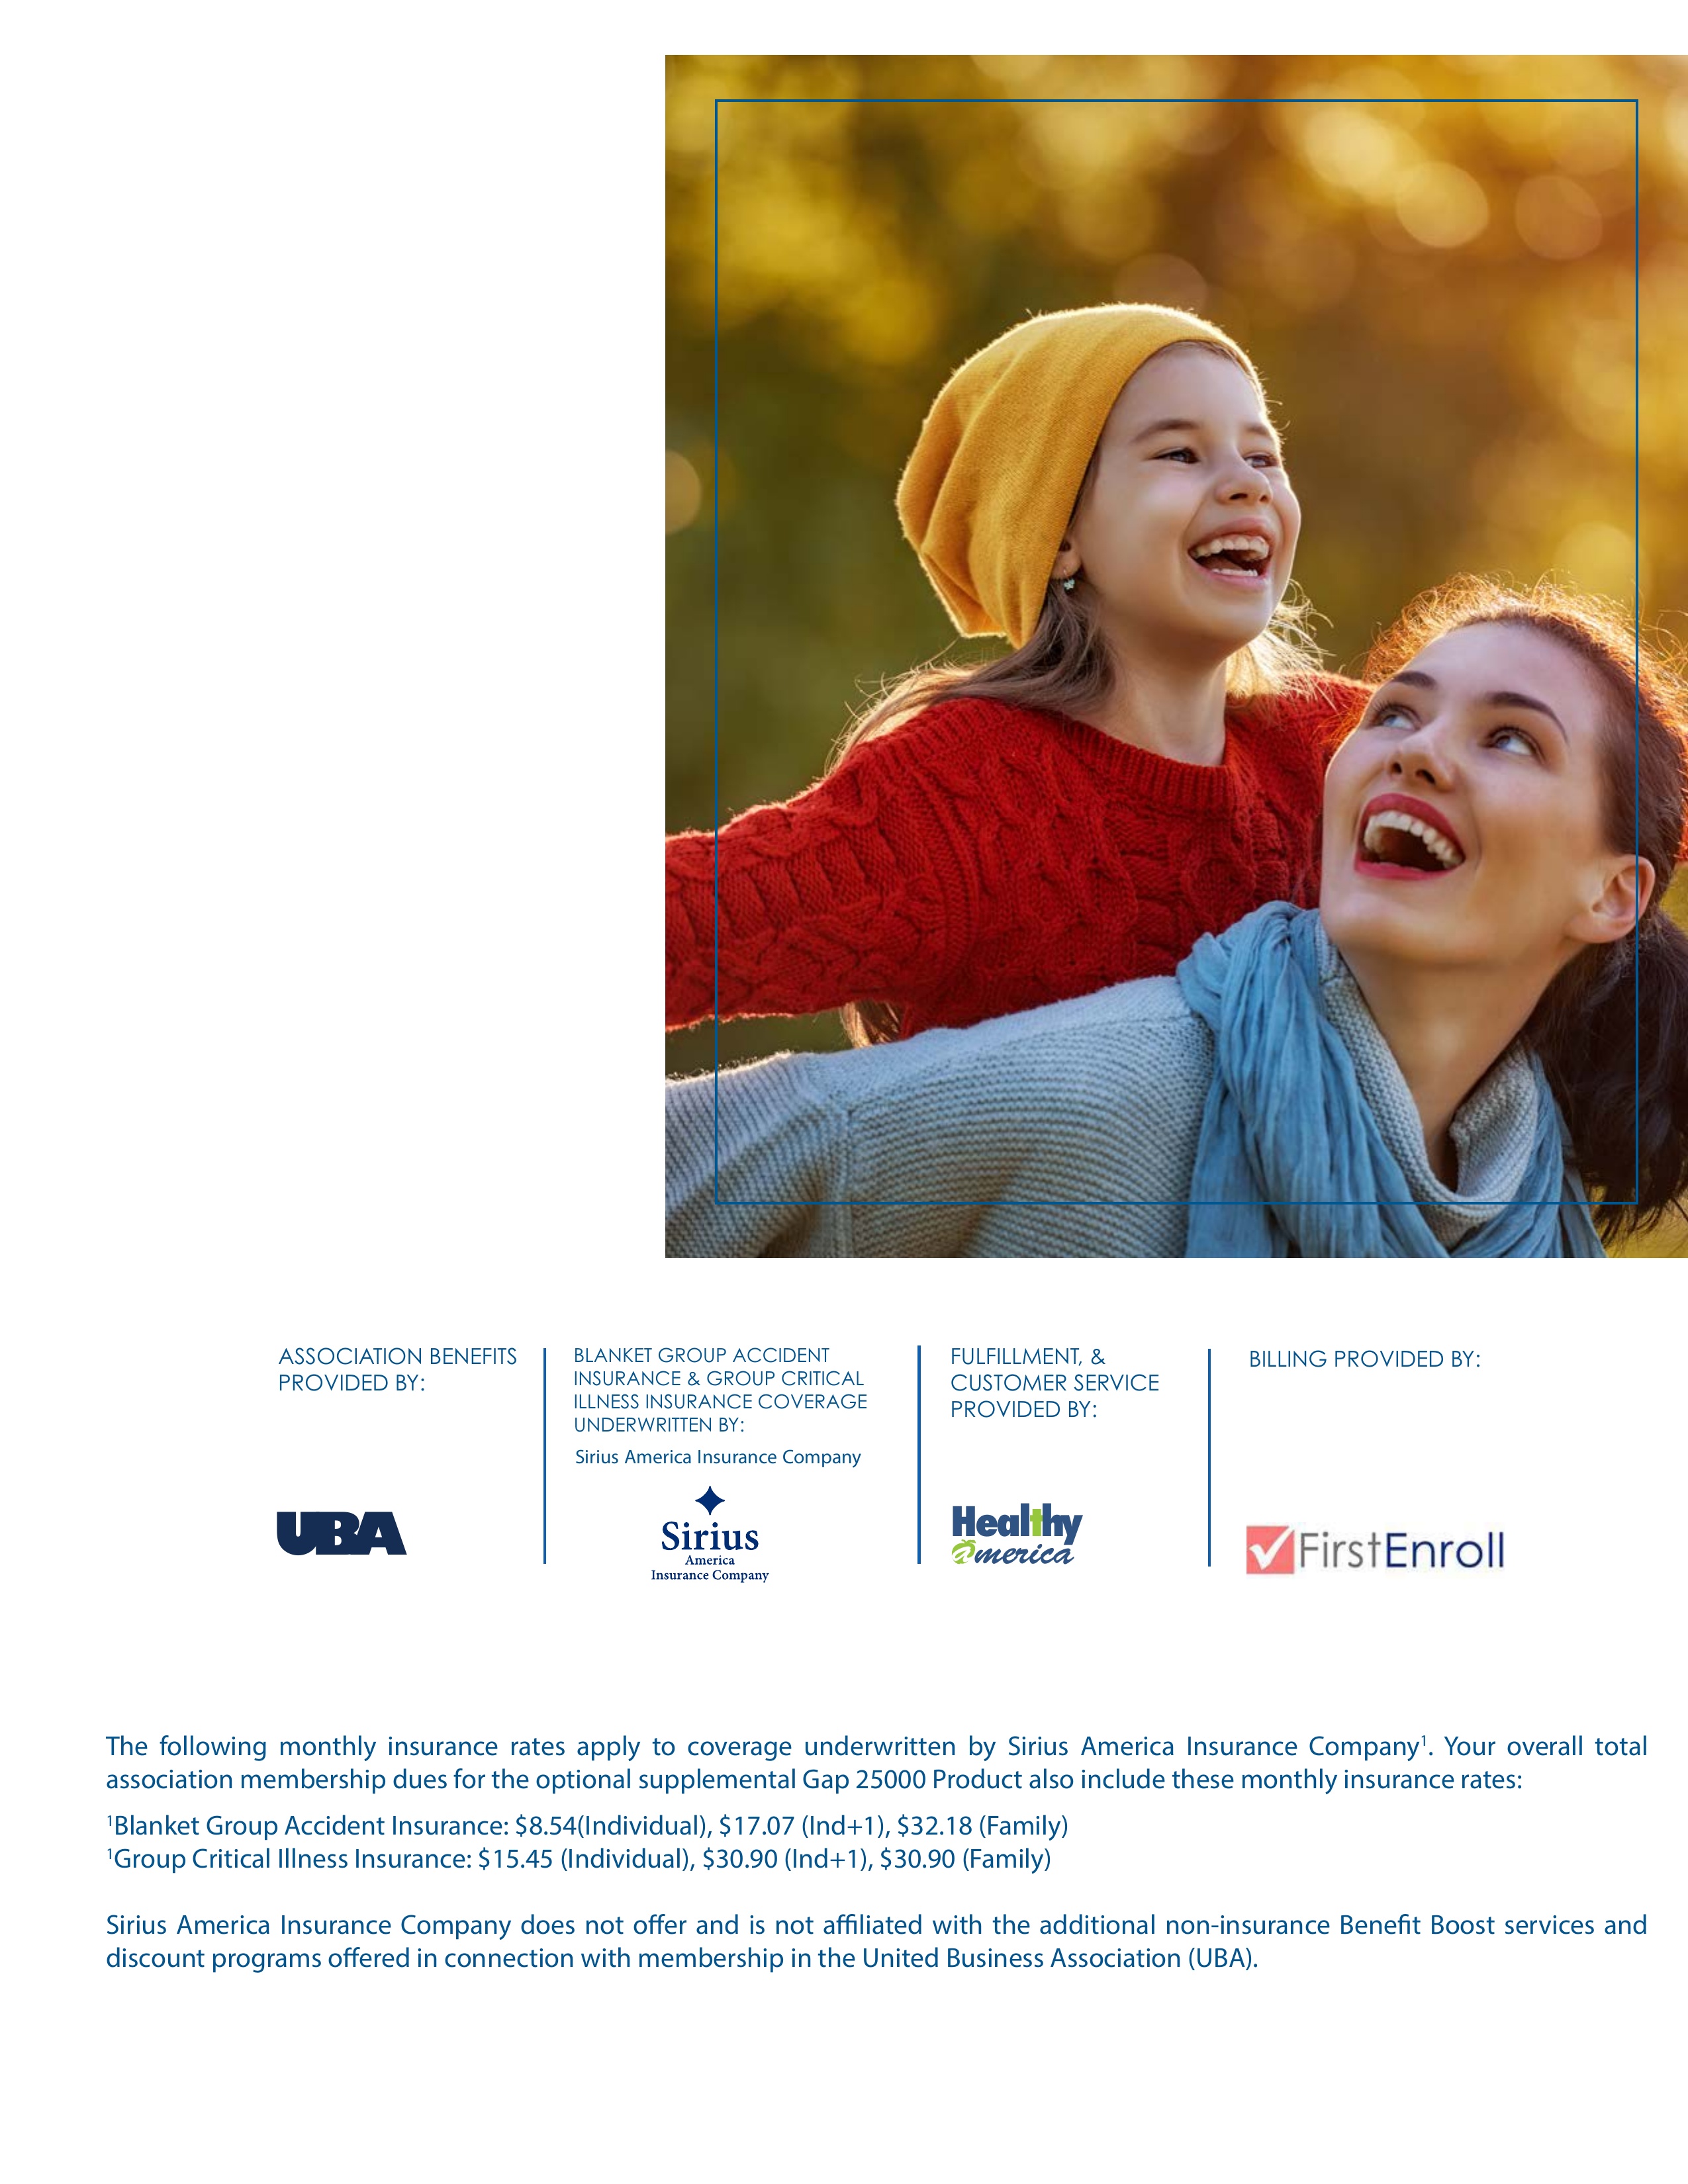 ASSOCIATION BENEFITS
PROVIDED BY:
UBA
BLANKET GROUP ACCIDENT
INSURANCE & GROUP CRITICAL
ILLNESS INSURANCE COVERAGE
UNDERWRITTEN BY:
Sirius America Insurance Company
Sirius
America
Insurance Company
FULFILLMENT, &
CUSTOMER SERVICE
PROVIDED BY:
Healthy
america
BILLING PROVIDED BY:
FirstEnroll
The following monthly insurance rates apply to coverage underwritten by Sirius America Insurance Company¹. Your overall total
association membership dues for the optional supplemental Gap 25000 Product also include these monthly insurance rates:
¹Blanket Group Accident Insurance: $8.54(Individual), $17.07 (Ind+1), $32.18 (Family)
¹Group Critical Illness Insurance: $15.45 (Individual), $30.90 (Ind+1), $30.90 (Family)
Sirius America Insurance Company does not offer and is not affiliated with the additional non-insurance Benefit Boost services and
discount programs offered in connection with membership in the United Business Association (UBA).